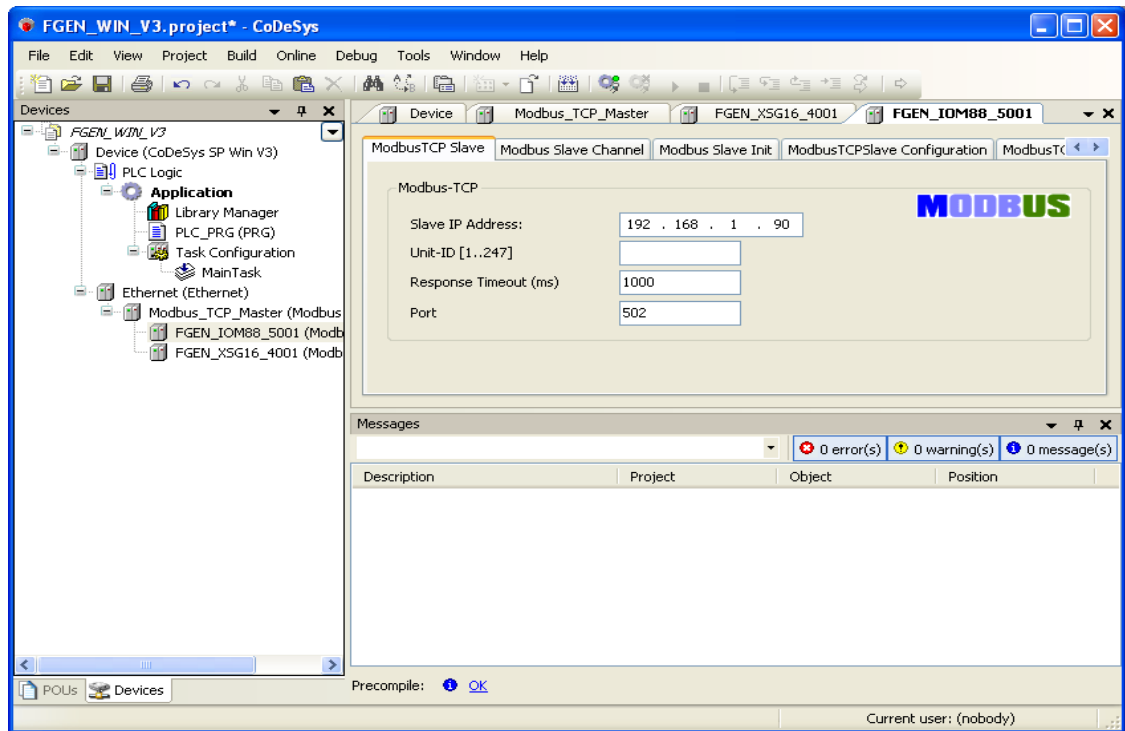 FGEN_WIN_V3.project* - CoDeSys
File Edit View Project Build Online Debug Tools Window Help
Devices
FGEN_WIN_V3
Device (CoDeSys SP Win V3)
PLC Logic
Application
Library Manager
PLC_PRG (PRG)
Task Configuration
MainTask
Ethernet (Ethernet)
Modbus_TCP_Master (Modbus
FGEN_IOM88_5001 (Modb
FGEN_XSG16_4001 (Modb
POUs Devices
Device Modbus_TCP_Master FGEN_XSG16_4001 FGEN_IOM88_5001
ModbusTCP Slave Modbus Slave Channel Modbus Slave Init ModbusTCPSlave Configuration ModbusT(
Modbus-TCP
MODBUS
Slave IP Address: 192 . 168 . 1 . 90
Unit-ID [1..247]
Response Timeout (ms) 1000
Port 502
Messages
0 error(s) 0 warning(s) 0 message(s)
Description Project Object Position
Precompile: OK
Current user: (nobody)